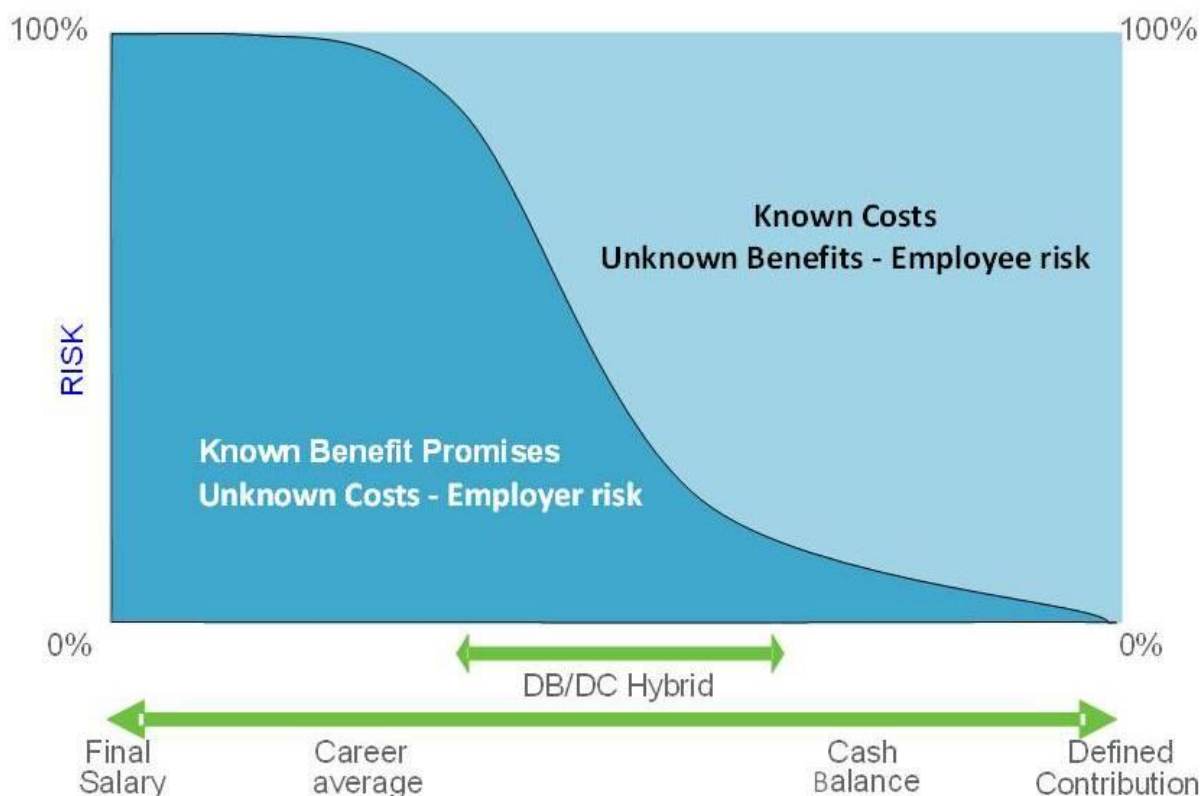 100%
100%
Known Costs
Unknown Benefits - Employee risk
RISK
Known Benefit Promises
Unknown Costs - Employer risk
0%
0%
DB/DC Hybrid
Final
Salary
Career
average
Cash
Balance
Defined
Contribution